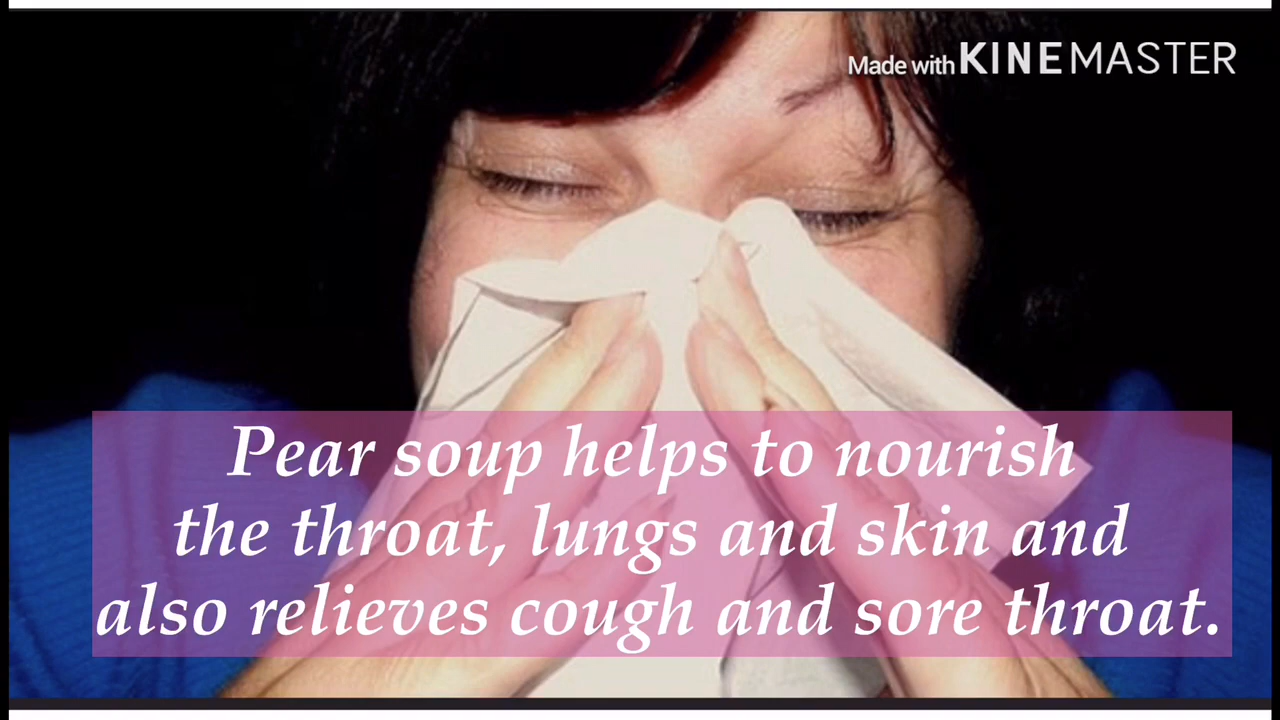 Made with KINEMASTER
Pear soup helps to nourish
the throat, lungs and skin and
also relieves cough and sore throat.